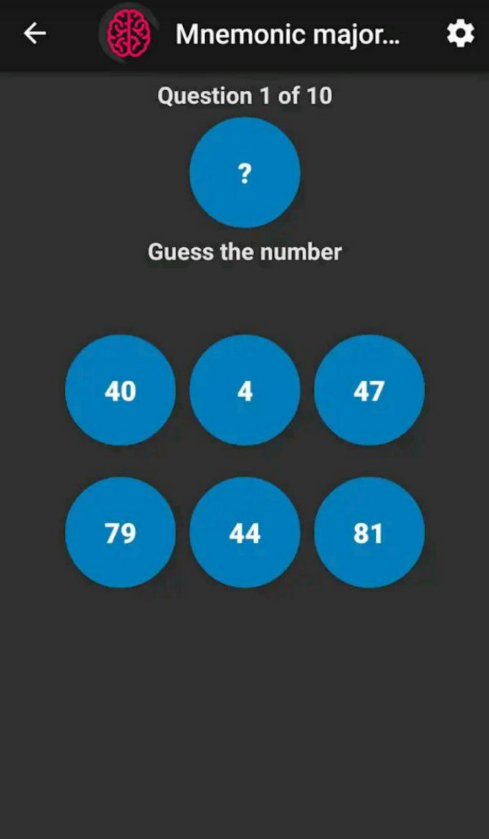 Mnemonic major...
Question 1 of 10
?
Guess the number
40 4 47
79 44 81